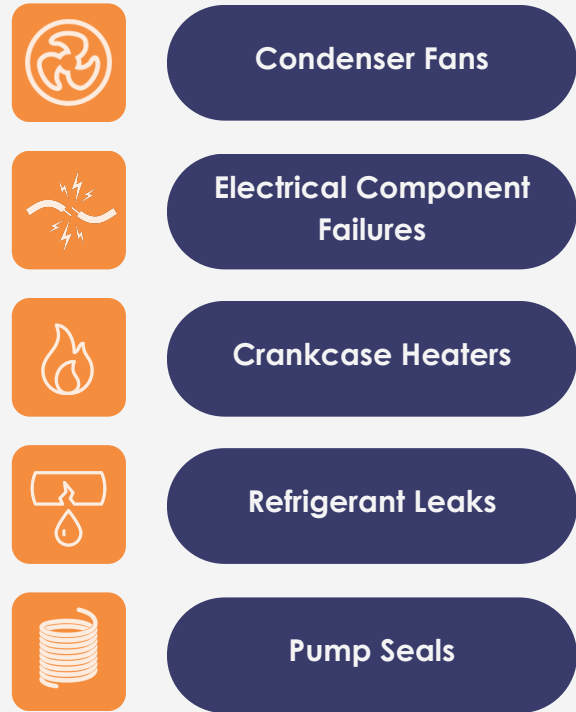 Condenser Fans
Electrical Component
Failures
Crankcase Heaters
Refrigerant Leaks
Pump Seals